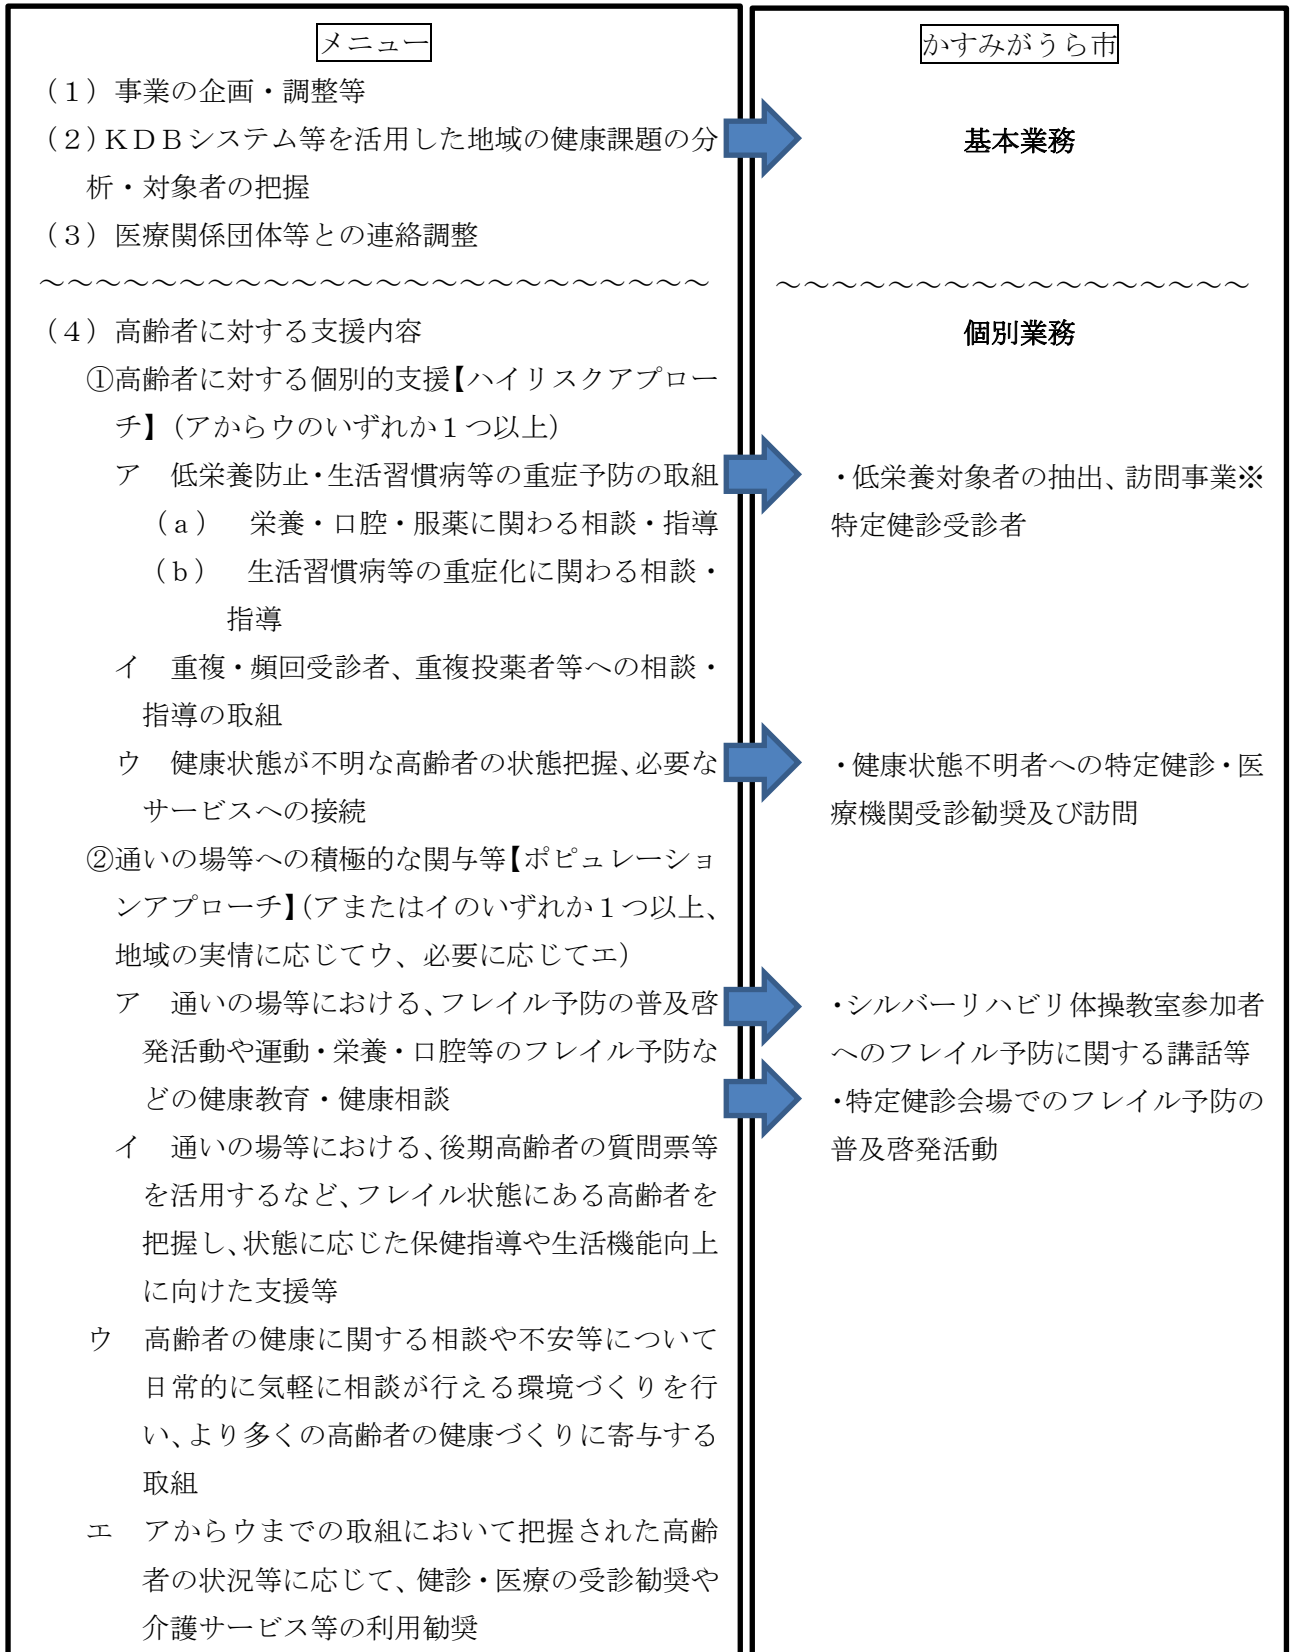 メニュー
（１）事業の企画・調整等
（２）ＫＤＢシステム等を活用した地域の健康課題の分
析・対象者の把握
（３）医療関係団体等との連絡調整
～～～～～～～～～～～～～～～～～～～～～～～～
（４）高齢者に対する支援内容
①高齢者に対する個別的支援【ハイリスクアプロー
チ】（アからウのいずれか１つ以上）
ア　低栄養防止・生活習慣病等の重症予防の取組
（ａ）　栄養・口腔・服薬に関わる相談・指導
（ｂ）　生活習慣病等の重症化に関わる相談・
指導
イ　重複・頻回受診者、重複投薬者等への相談・
指導の取組
ウ　健康状態が不明な高齢者の状態把握、必要な
サービスへの接続
②通いの場等への積極的な関与等【ポピュレーショ
ンアプローチ】（アまたはイのいずれか１つ以上、
地域の実情に応じてウ、必要に応じてエ）
ア　通いの場等における、フレイル予防の普及啓
発活動や運動・栄養・口腔等のフレイル予防な
どの健康教育・健康相談
イ　通いの場等における、後期高齢者の質問票等
を活用するなど、フレイル状態にある高齢者を
把握し、状態に応じた保健指導や生活機能向上
に向けた支援等
ウ　高齢者の健康に関する相談や不安等について
日常的に気軽に相談が行える環境づくりを行
い、より多くの高齢者の健康づくりに寄与する
取組
エ　アからウまでの取組において把握された高齢
者の状況等に応じて、健診・医療の受診勧奨や
介護サービス等の利用勧奨
かすみがうら市
基本業務
～～～～～～～～～～～～～～～～～
個別業務
・低栄養対象者の抽出、訪問事業※
特定健診受診者
・健康状態不明者への特定健診・医
療機関受診勧奨及び訪問
・シルバーリハビリ体操教室参加者
へのフレイル予防に関する講話等
・特定健診会場でのフレイル予防の
普及啓発活動